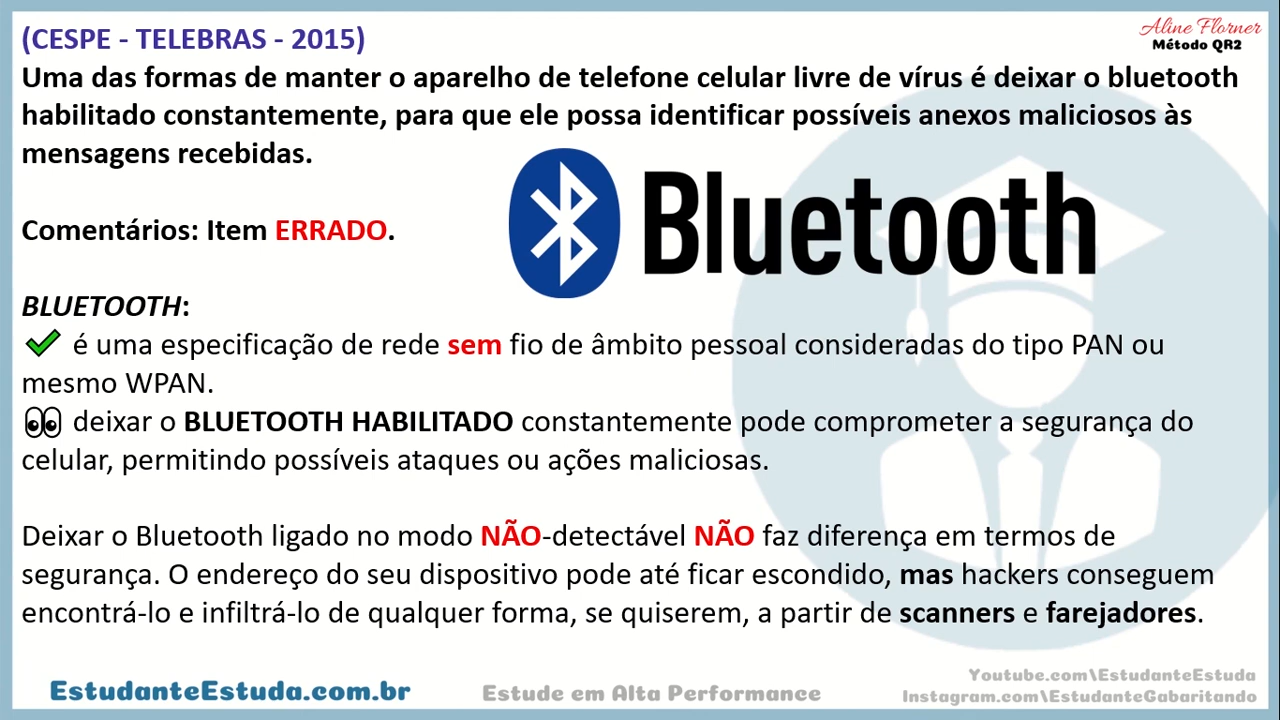 (CESPE - TELEBRAS - 2015)
Aline Florner
Método QR2
Uma das formas de manter o aparelho de telefone celular livre de vírus é deixar o bluetooth
habilitado constantemente, para que ele possa identificar possíveis anexos maliciosos às
mensagens recebidas.
Bluetooth
Comentários: Item ERRADO.
BLUETOOTH:
é uma especificação de rede sem fio de âmbito pessoal consideradas do tipo PAN ou
mesmo WPAN.
deixar o BLUETOOTH HABILITADO constantemente pode comprometer a segurança do
celular, permitindo possíveis ataques ou ações maliciosas.
Deixar o Bluetooth ligado no modo NÃO-detectável NÃO faz diferença em termos de
segurança. O endereço do seu dispositivo pode até ficar escondido, mas hackers conseguem
encontrá-lo e infiltrá-lo de qualquer forma, se quiserem, a partir de scanners e farejadores.
EstudanteEstuda.com.br
Estude em Alta Performance
Youtube.com\EstudanteEstuda
Instagram.com\EstudanteGabaritando